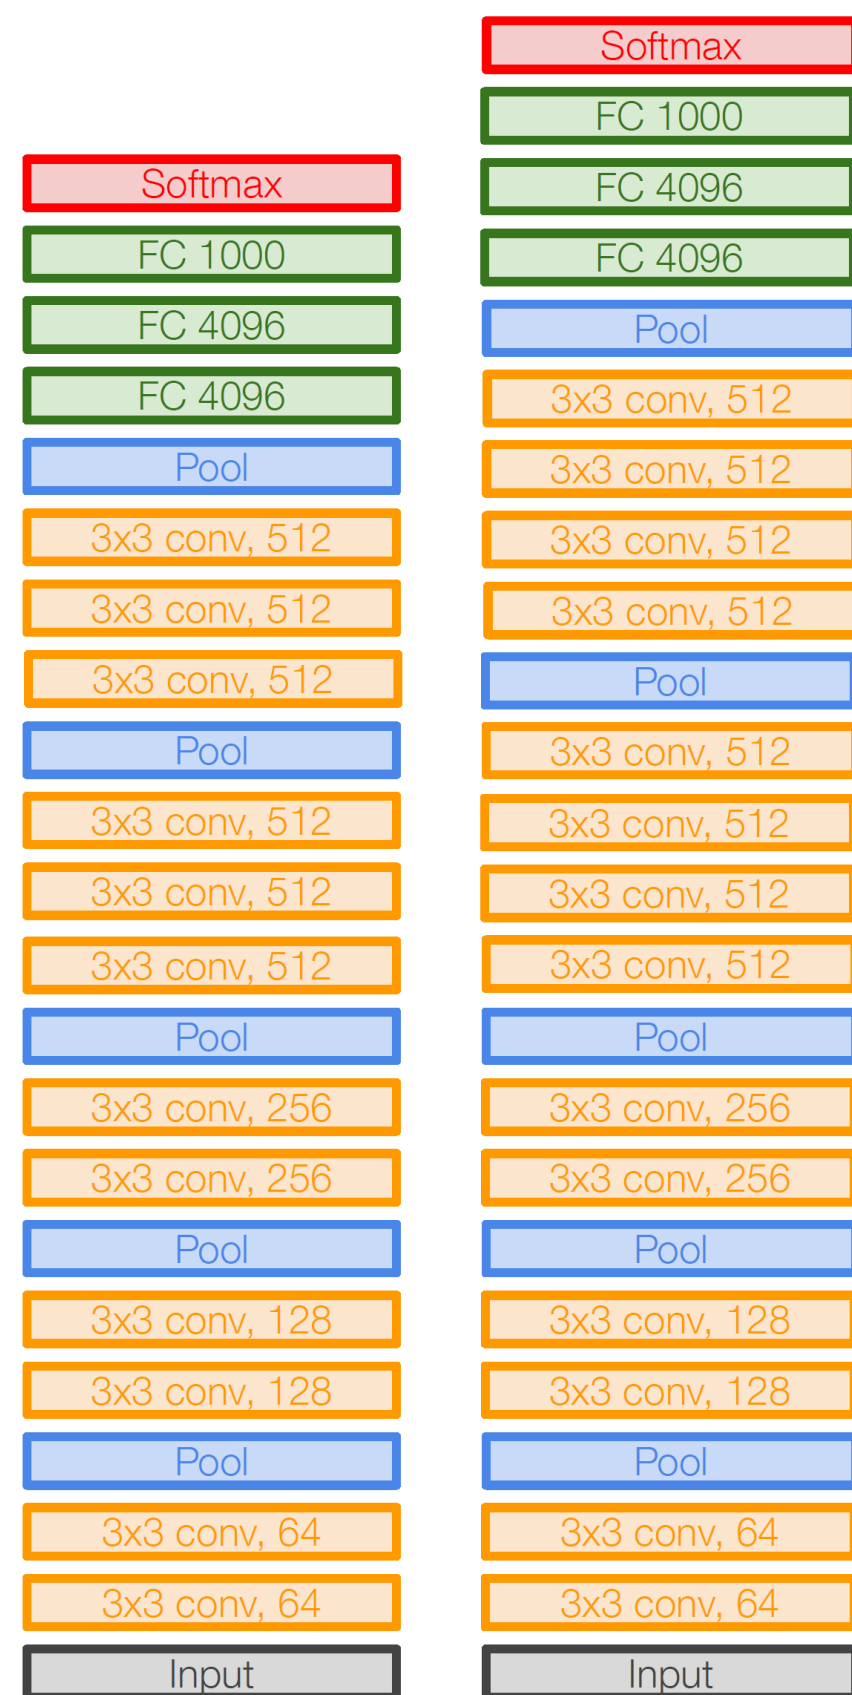 Softmax
FC 1000
FC 4096
FC 4096
Pool
3x3 conv, 512
3x3 conv, 512
3x3 conv, 512
Pool
3x3 conv, 512
3x3 conv, 512
3x3 conv, 512
Pool
3x3 conv, 256
3x3 conv, 256
Pool
3x3 conv, 128
3x3 conv, 128
Pool
3x3 conv, 64
3x3 conv, 64
Input
Softmax
FC 1000
FC 4096
FC 4096
Pool
3x3 conv, 512
3x3 conv, 512
3x3 conv, 512
3x3 conv, 512
Pool
3x3 conv, 512
3x3 conv, 512
3x3 conv, 512
3x3 conv, 512
Pool
3x3 conv, 256
3x3 conv, 256
Pool
3x3 conv, 128
3x3 conv, 128
Pool
3x3 conv, 64
3x3 conv, 64
Input